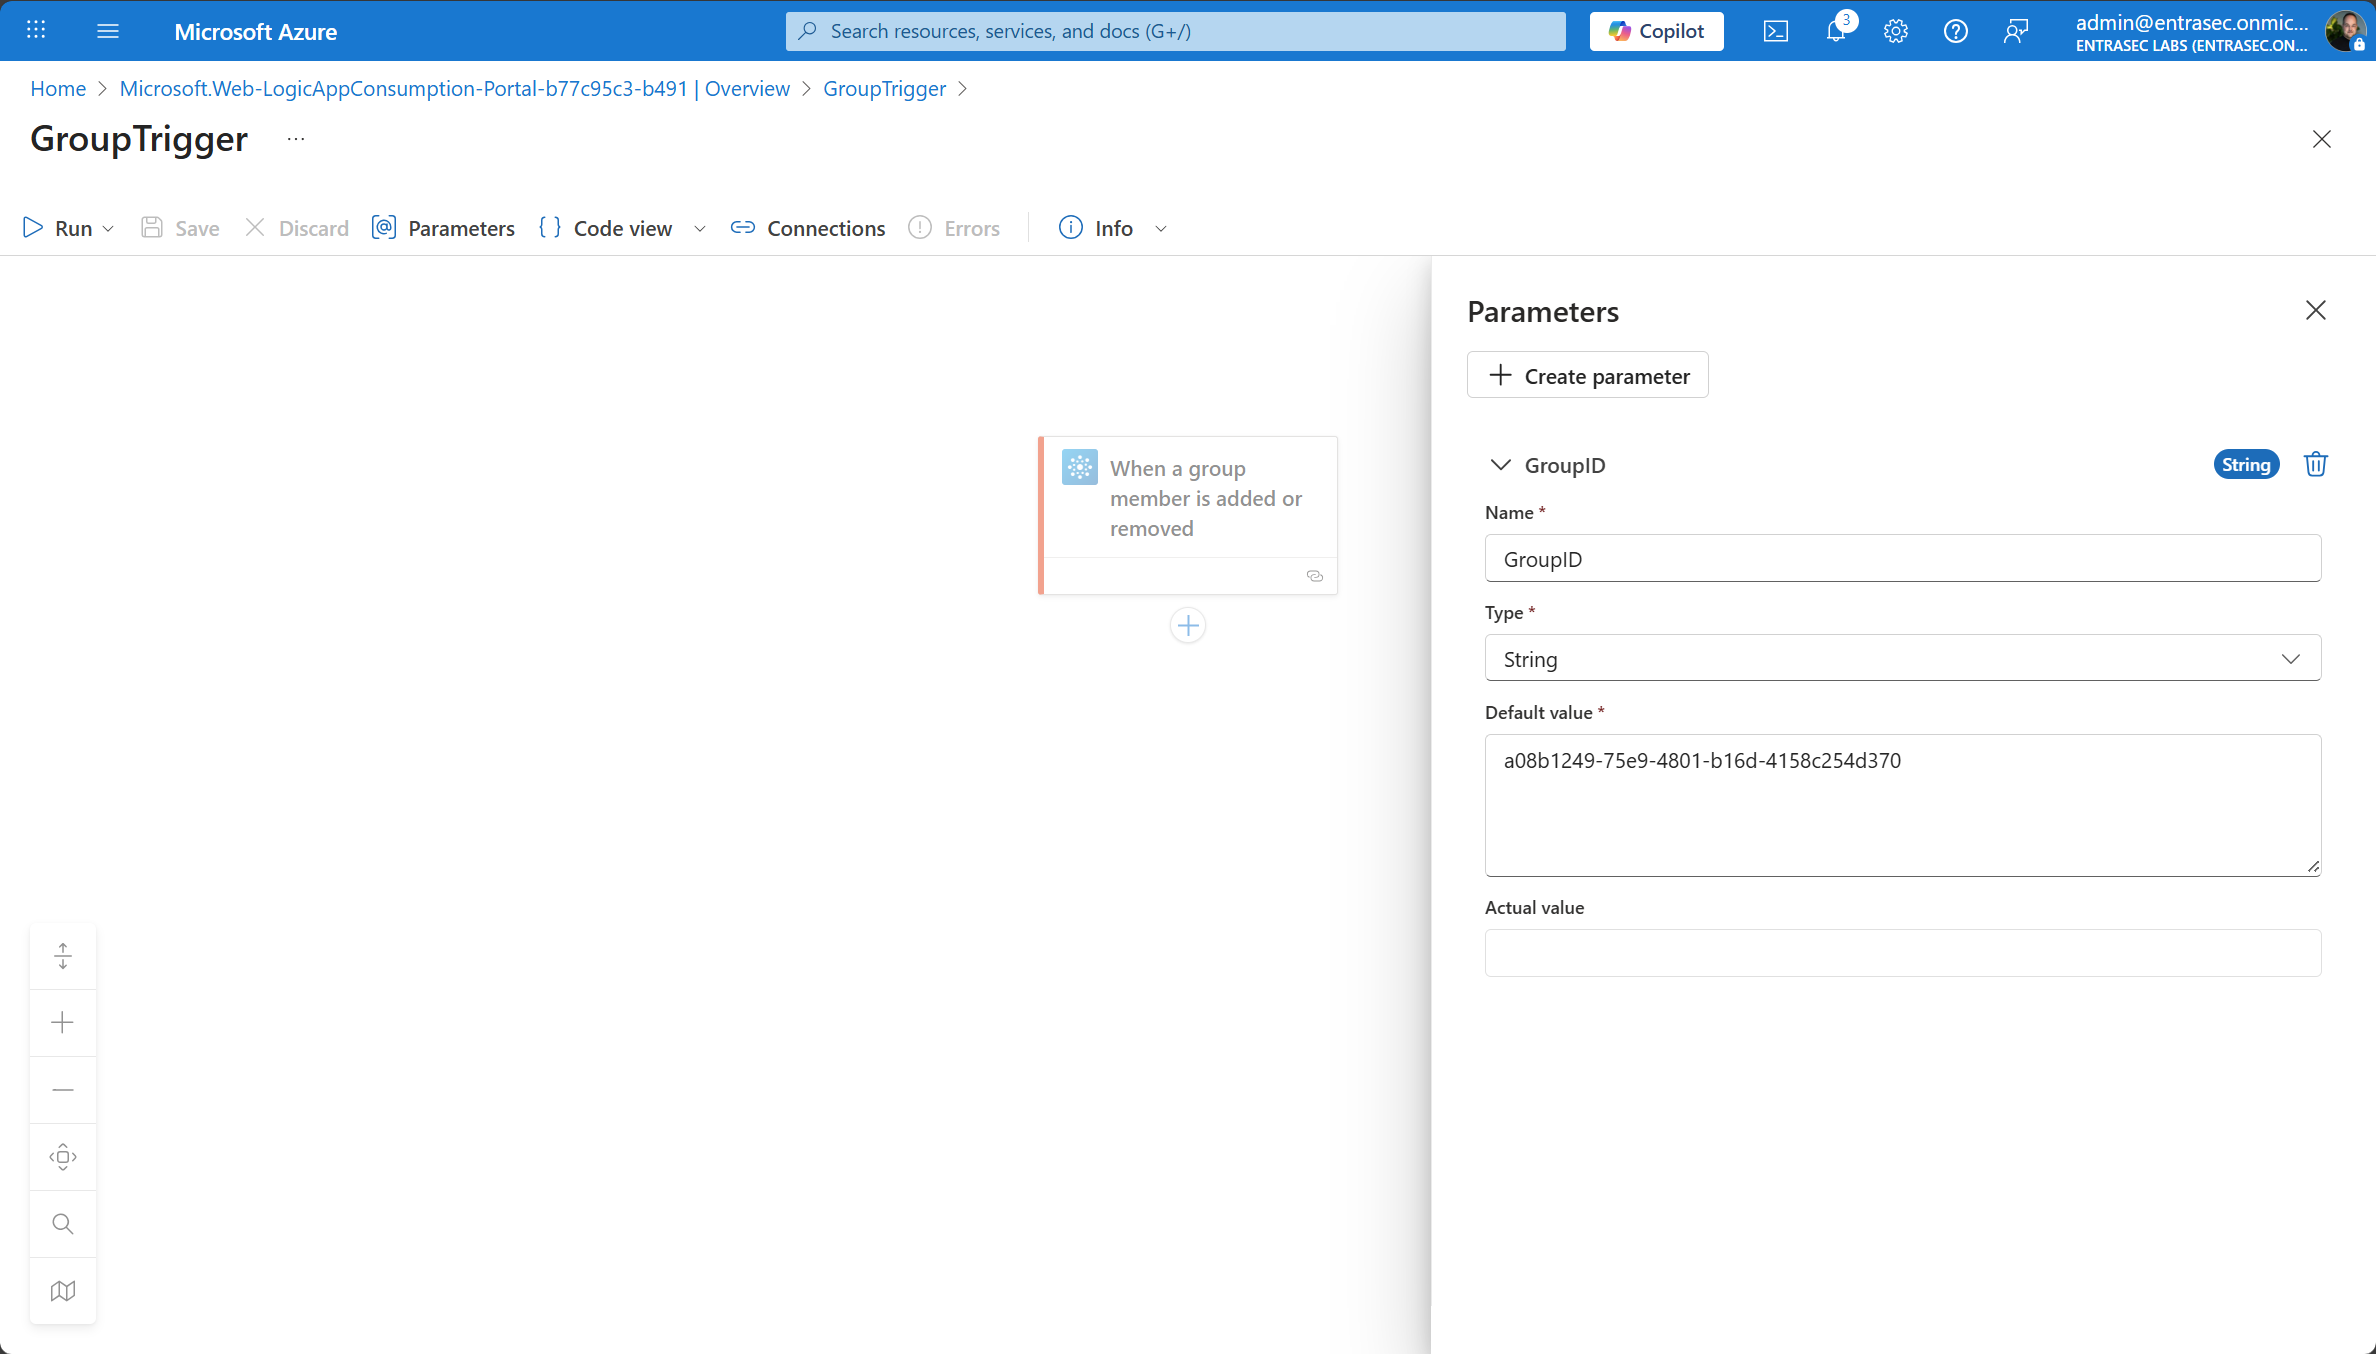 Microsoft Azure
Search resources, services, and docs (G+/)
Copilot
3
admin@entrasec.onmic...
ENTRASEC LABS (ENTRASEC.ON...
Home > Microsoft.Web-LogicAppConsumption-Portal-b77c95c3-b491 | Overview > GroupTrigger >
GroupTrigger ...
Run
Save
Discard
Parameters
Code view
Connections
Errors
Info
When a group
member is added or
removed
Parameters
Create parameter
GroupID
String
Name *
GroupID
Type *
String
Default value *
a08b1249-75e9-4801-b16d-4158c254d370
Actual value